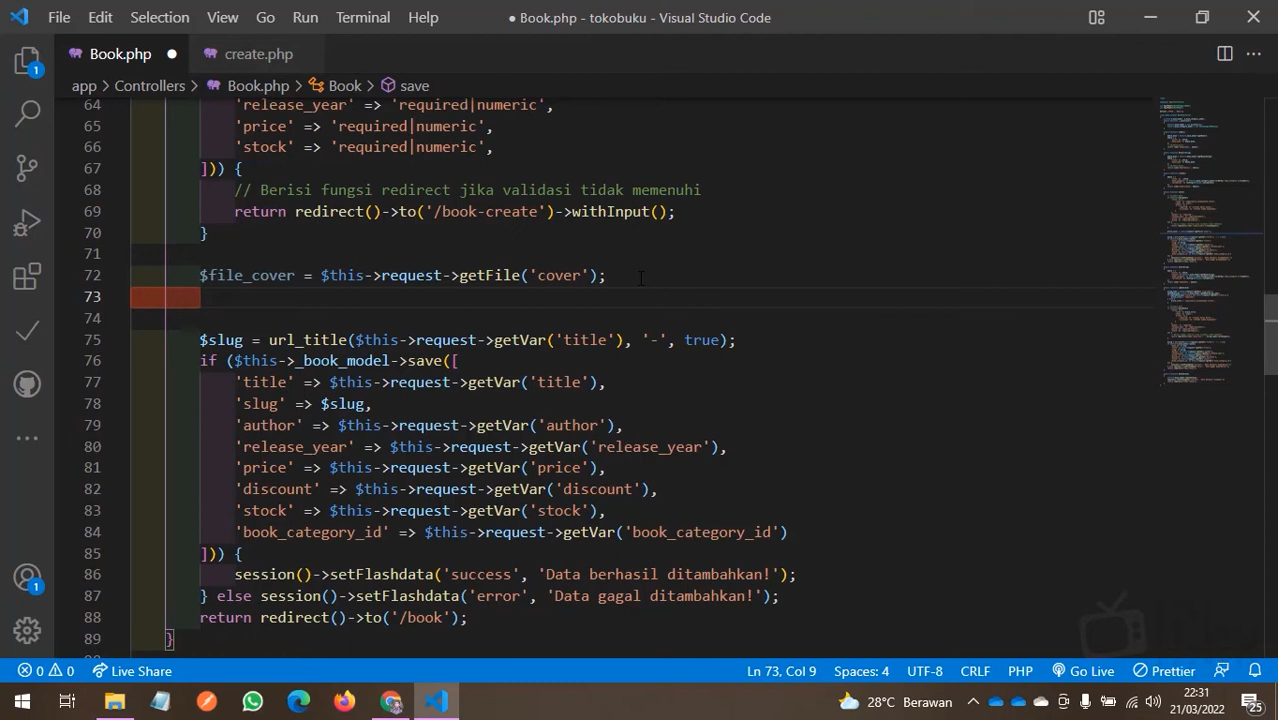 File Edit Selection View Go Run Terminal Help
● Book.php - tokobuku - Visual Studio Code
Book.php ● create.php
app > Controllers > Book.php > Book > save
64 'release_year' => 'required|numeric',
65 'price' => 'required|numeric',
66 'stock' => 'required|numeric',
67 ])) {
68 // Berisi fungsi redirect jika validasi tidak memenuhi
69 return redirect()->to('/book-create')->withInput();
70 }
71
72 $file_cover = $this->request->getFile('cover');
73
74
75 $slug = url_title($this->request->getVar('title'), '-', true);
76 if ($this->_book_model->save([
77 'title' => $this->request->getVar('title'),
78 'slug' => $slug,
79 'author' => $this->request->getVar('author'),
80 'release_year' => $this->request->getVar('release_year'),
81 'price' => $this->request->getVar('price'),
82 'discount' => $this->request->getVar('discount'),
83 'stock' => $this->request->getVar('stock'),
84 'book_category_id' => $this->request->getVar('book_category_id')
85 ])) {
86 session()->setFlashdata('success', 'Data berhasil ditambahkan!');
87 } else session()->setFlashdata('error', 'Data gagal ditambahkan!');
88 return redirect()->to('/book');
89 }
1
1
0 0 Live Share Ln 73, Col 9 Spaces: 4 UTF-8 CRLF PHP Go Live Prettier
28°C Berawan
22:31
21/03/2022
25